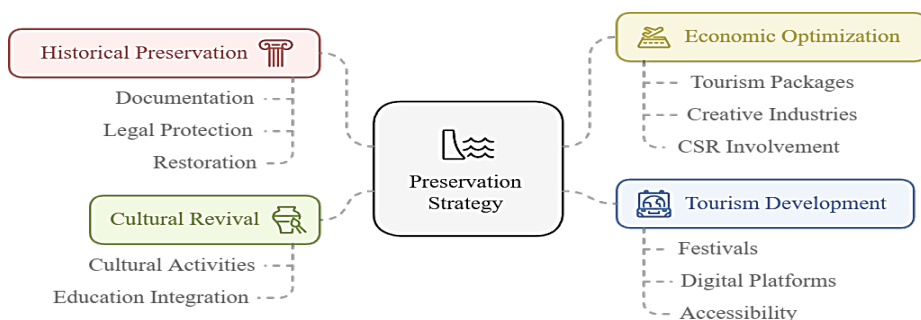 Historical Preservation
Documentation
Legal Protection
Restoration
Cultural Revival
Cultural Activities
Education Integration
Preservation
Strategy
Economic Optimization
Tourism Packages
Creative Industries
CSR Involvement
Tourism Development
Festivals
Digital Platforms
Accessibility